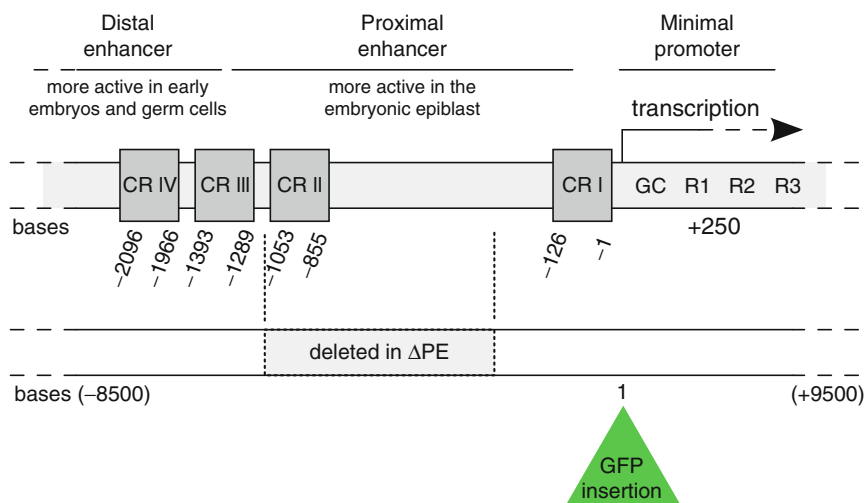 Distal
enhancer
Proximal
enhancer
Minimal
promoter
more active in early
embryos and germ cells
more active in the
embryonic epiblast
transcription
CR IV
CR III
CR II
CR I
GC
R1
R2
R3
bases
−2096
−1966
−1393
−1289
−1053
−855
−126
−1
+250
deleted in ΔPE
bases (−8500)
1
(+9500)
GFP
insertion